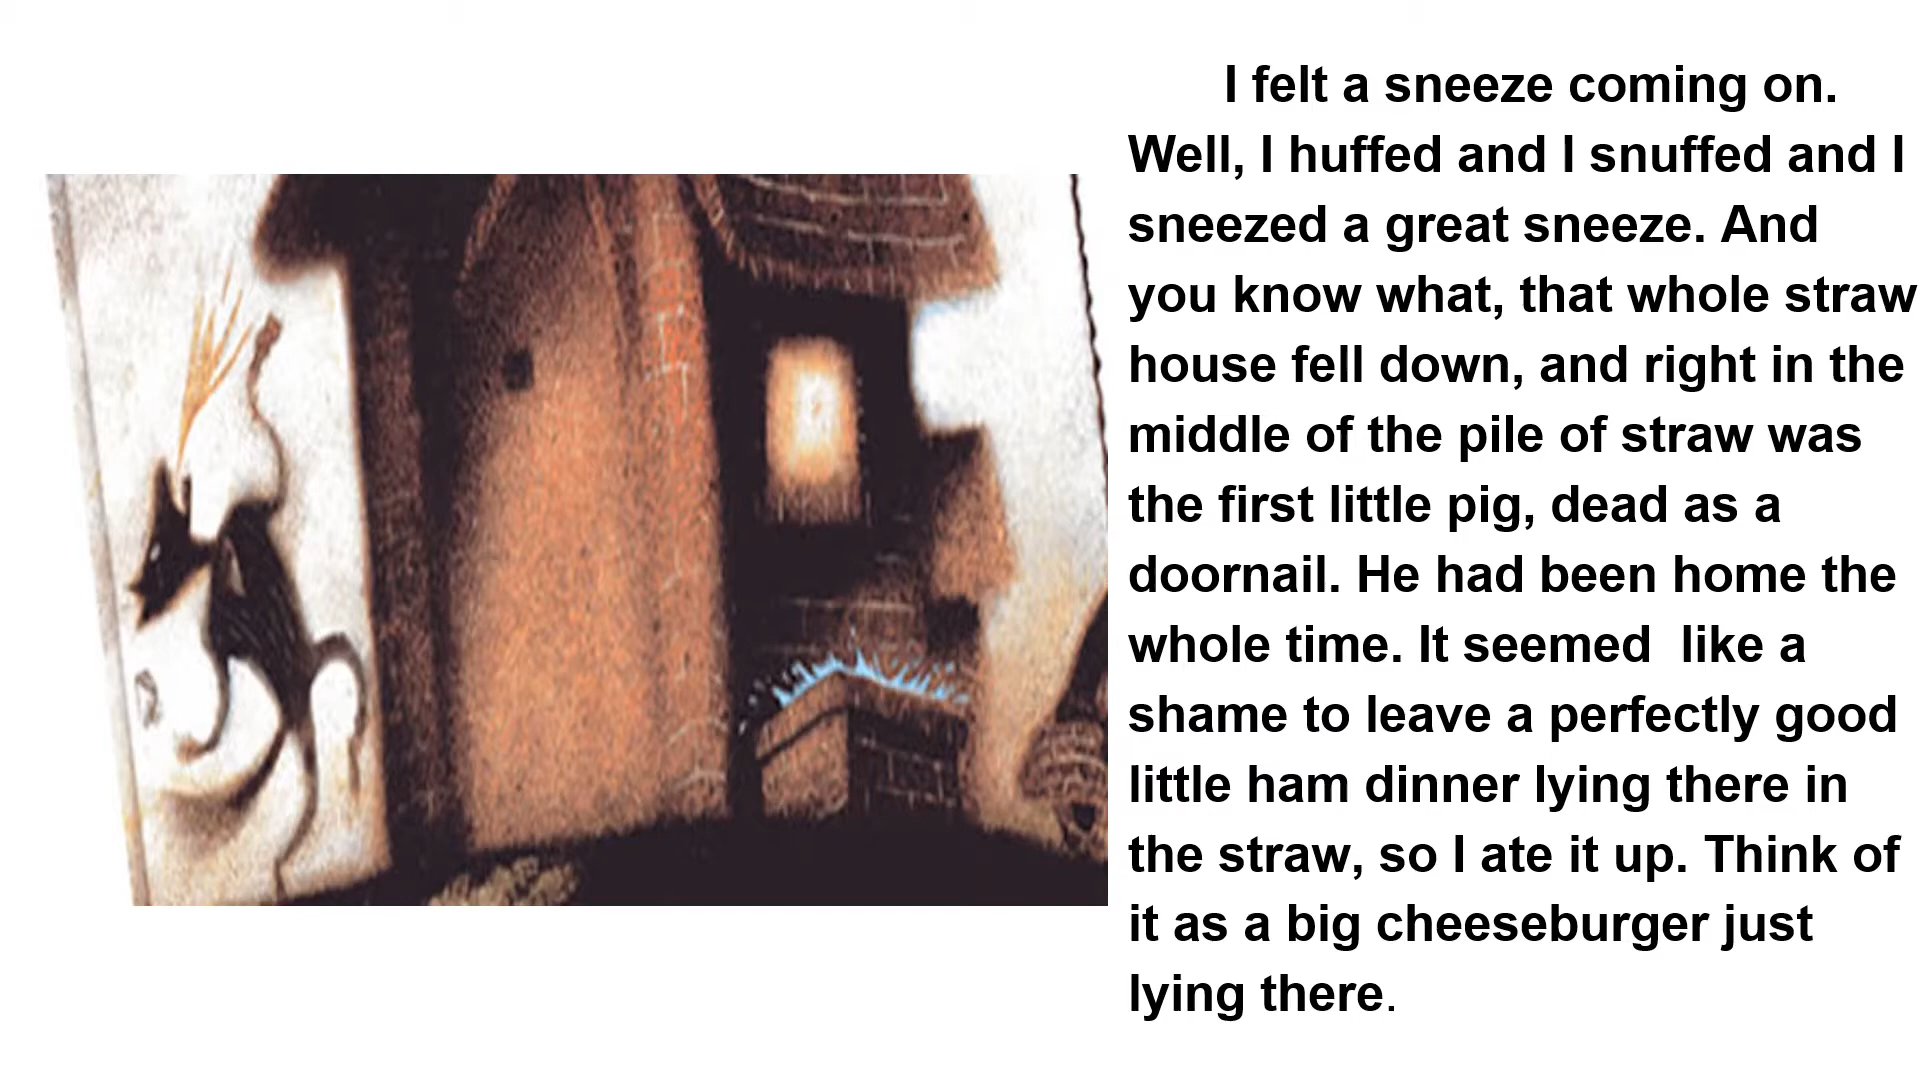 I felt a sneeze coming on.
Well, I huffed and I snuffed and I
sneezed a great sneeze. And
you know what, that whole straw
house fell down, and right in the
middle of the pile of straw was
the first little pig, dead as a
doornail. He had been home the
whole time. It seemed  like a
shame to leave a perfectly good
little ham dinner lying there in
the straw, so I ate it up. Think of
it as a big cheeseburger just
lying there.